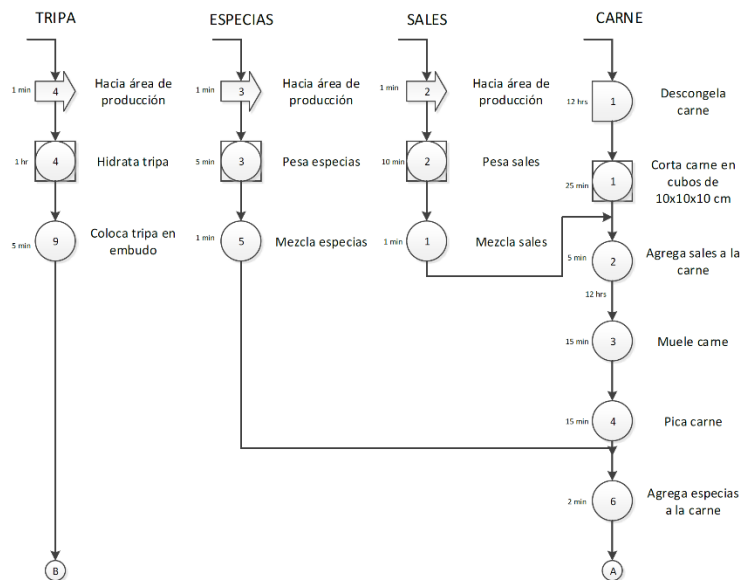 TRIPA
ESPECIAS
SALES
CARNE
1 min
4
Hacia área de
producción
1 min
3
Hacia área de
producción
1 min
2
Hacia área de
producción
12 hrs
1
Descongela
carne
1 hr
4
Hidrata tripa
5 min
3
Pesa especias
10 min
2
Pesa sales
25 min
1
Corta carne en
cubos de
10x10x10 cm
5 min
9
Coloca tripa en
embudo
1 min
5
Mezcla especias
1 min
1
Mezcla sales
5 min
2
Agrega sales a la
carne
12 hrs
15 min
3
Muele carne
15 min
4
Pica carne
2 min
6
Agrega especias
a la carne
B
A